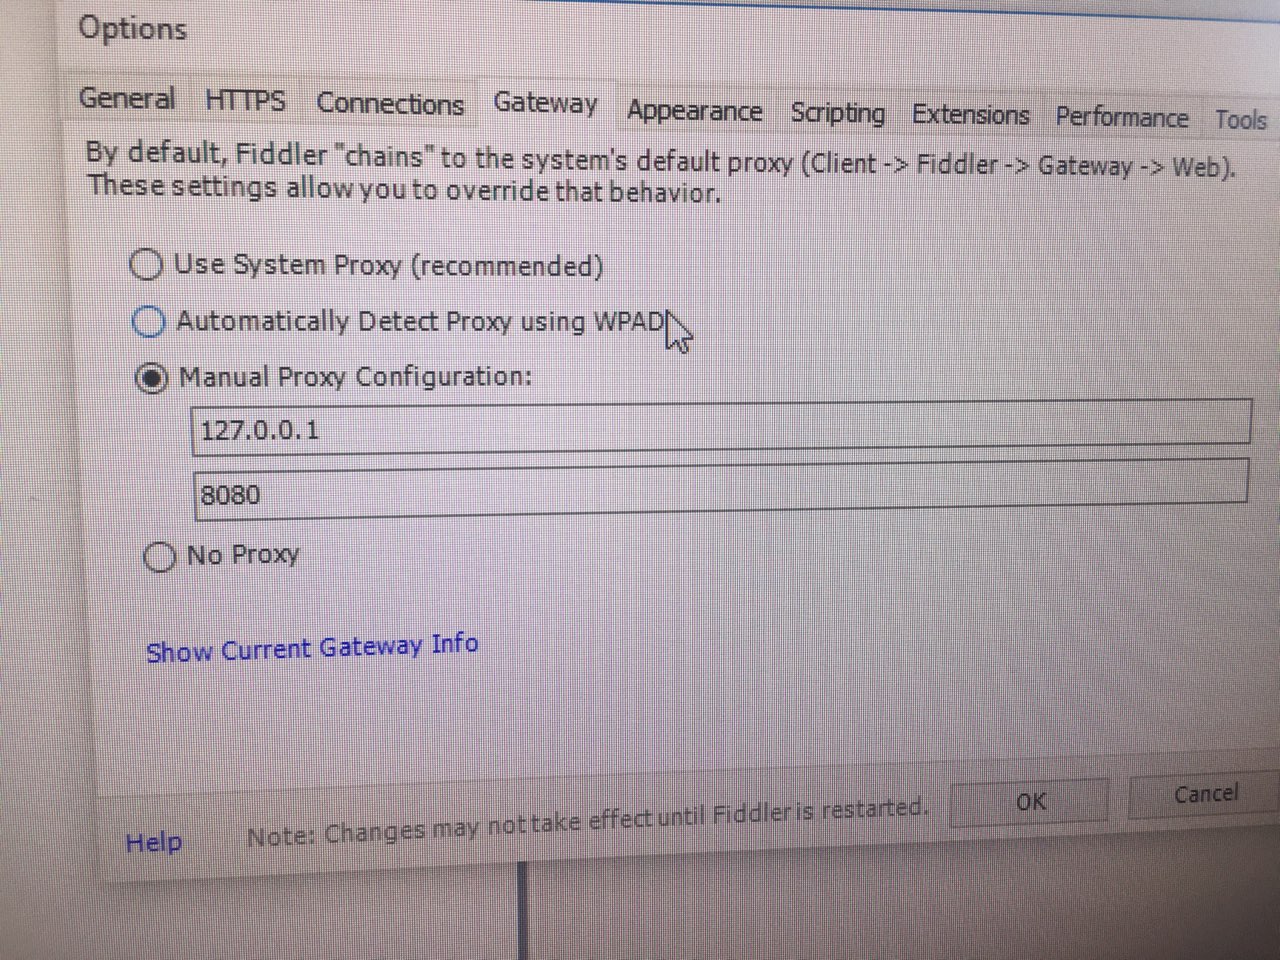 Options
General HTTPS Connections Gateway Appearance Scripting Extensions Performance Tools
By default, Fiddler "chains" to the system's default proxy (Client -> Fiddler -> Gateway -> Web).
These settings allow you to override that behavior.
Use System Proxy (recommended)
Automatically Detect Proxy using WPAD
Manual Proxy Configuration:
127.0.0.1
8080
No Proxy
Show Current Gateway Info
Help Note: Changes may not take effect until Fiddler is restarted. OK Cancel